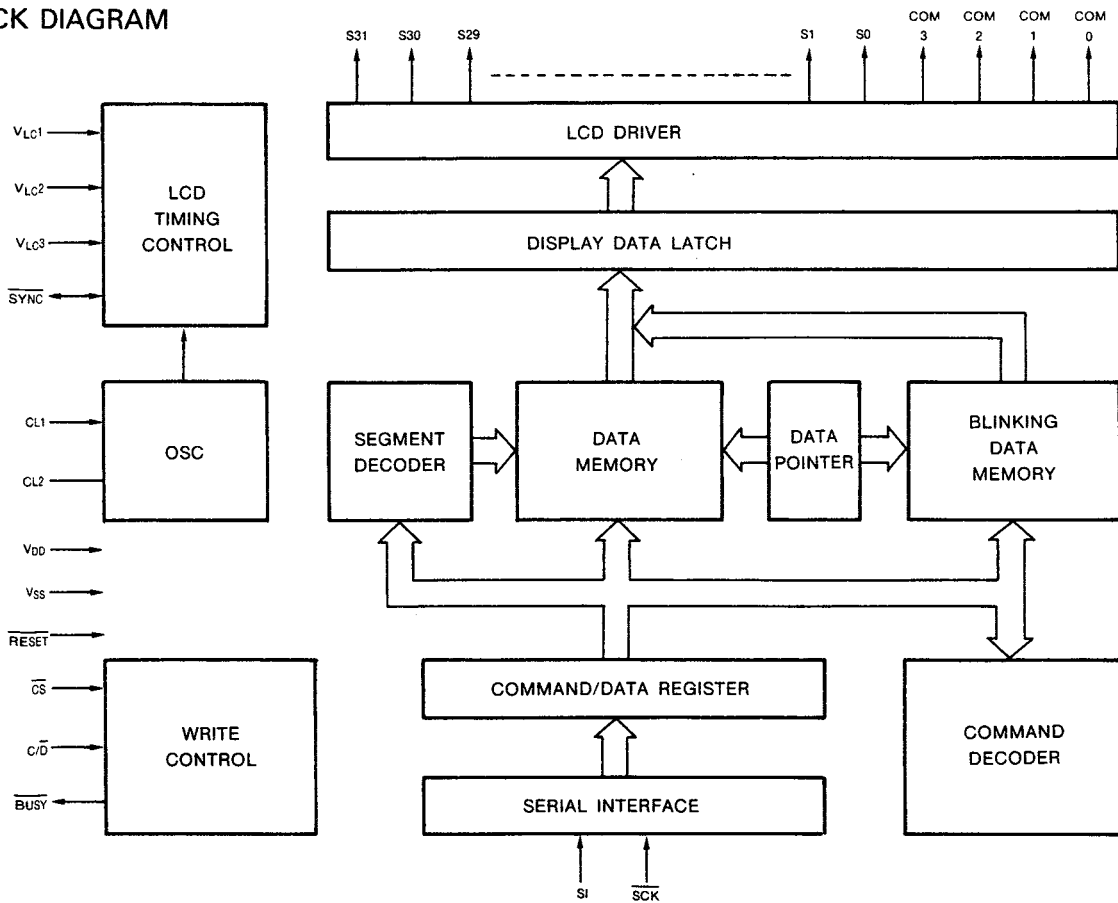 CK DIAGRAM
S31 S30 S29 S1 S0 COM 3 COM 2 COM 1 COM 0
LCD DRIVER
VLC1
VLC2
VLC3
SYNC
LCD
TIMING
CONTROL
DISPLAY DATA LATCH
CL1
CL2
OSC
SEGMENT
DECODER
DATA
MEMORY
DATA
POINTER
BLINKING
DATA
MEMORY
VDD
VSS
RESET
CS
C/D
BUSY
WRITE
CONTROL
COMMAND/DATA REGISTER
COMMAND
DECODER
SERIAL INTERFACE
SI SCK